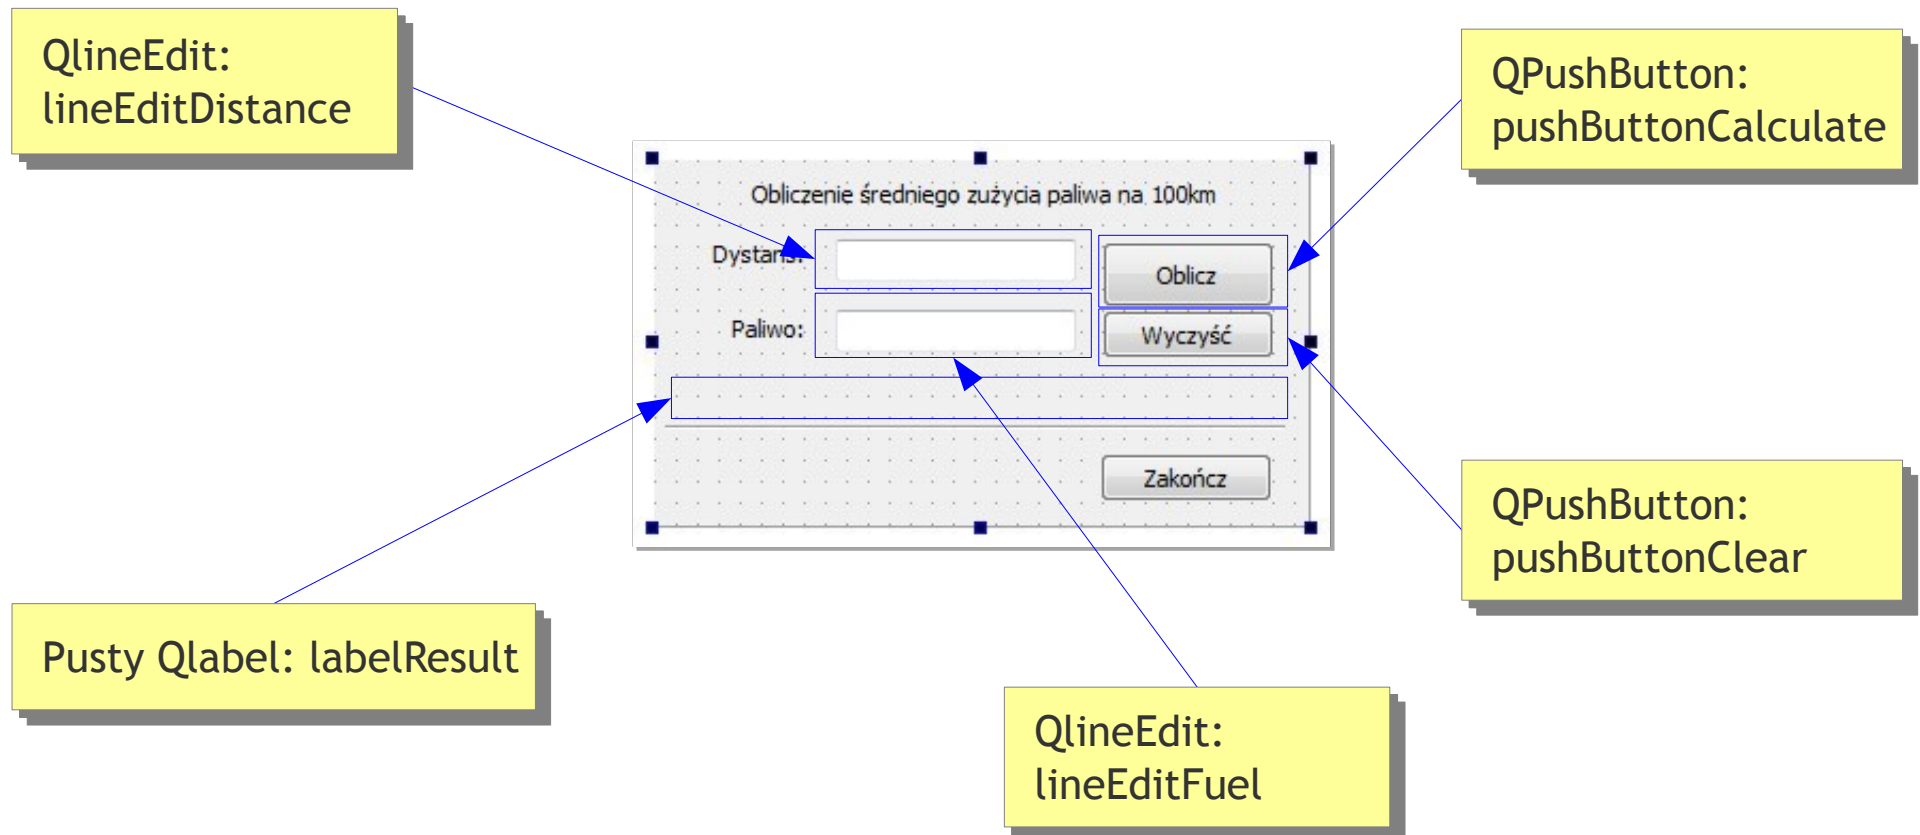 QlineEdit:
lineEditDistance
QPushButton:
pushButtonCalculate
Obliczenie średniego zużycia paliwa na 100km
Dystans:
Oblicz
Paliwo:
Wyczyść
Zakończ
QPushButton:
pushButtonClear
Pusty Qlabel: labelResult
QlineEdit:
lineEditFuel